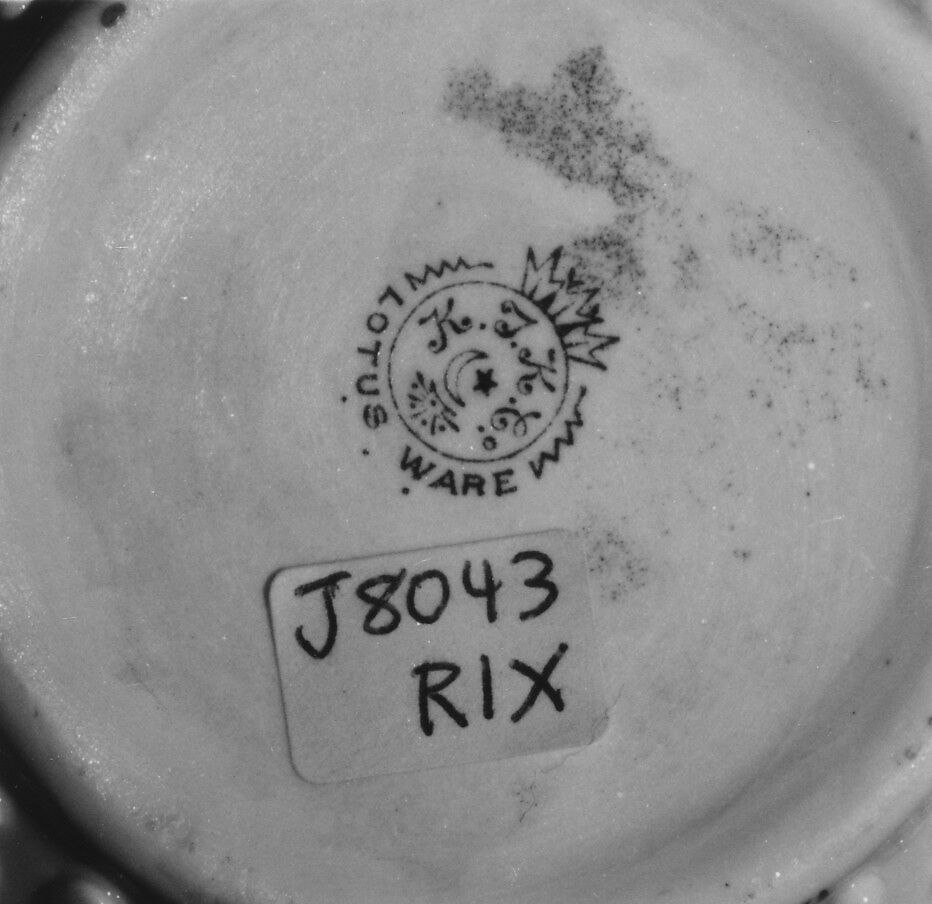 LOTUS WARE
K.T.K. Co.
J8043
RIX